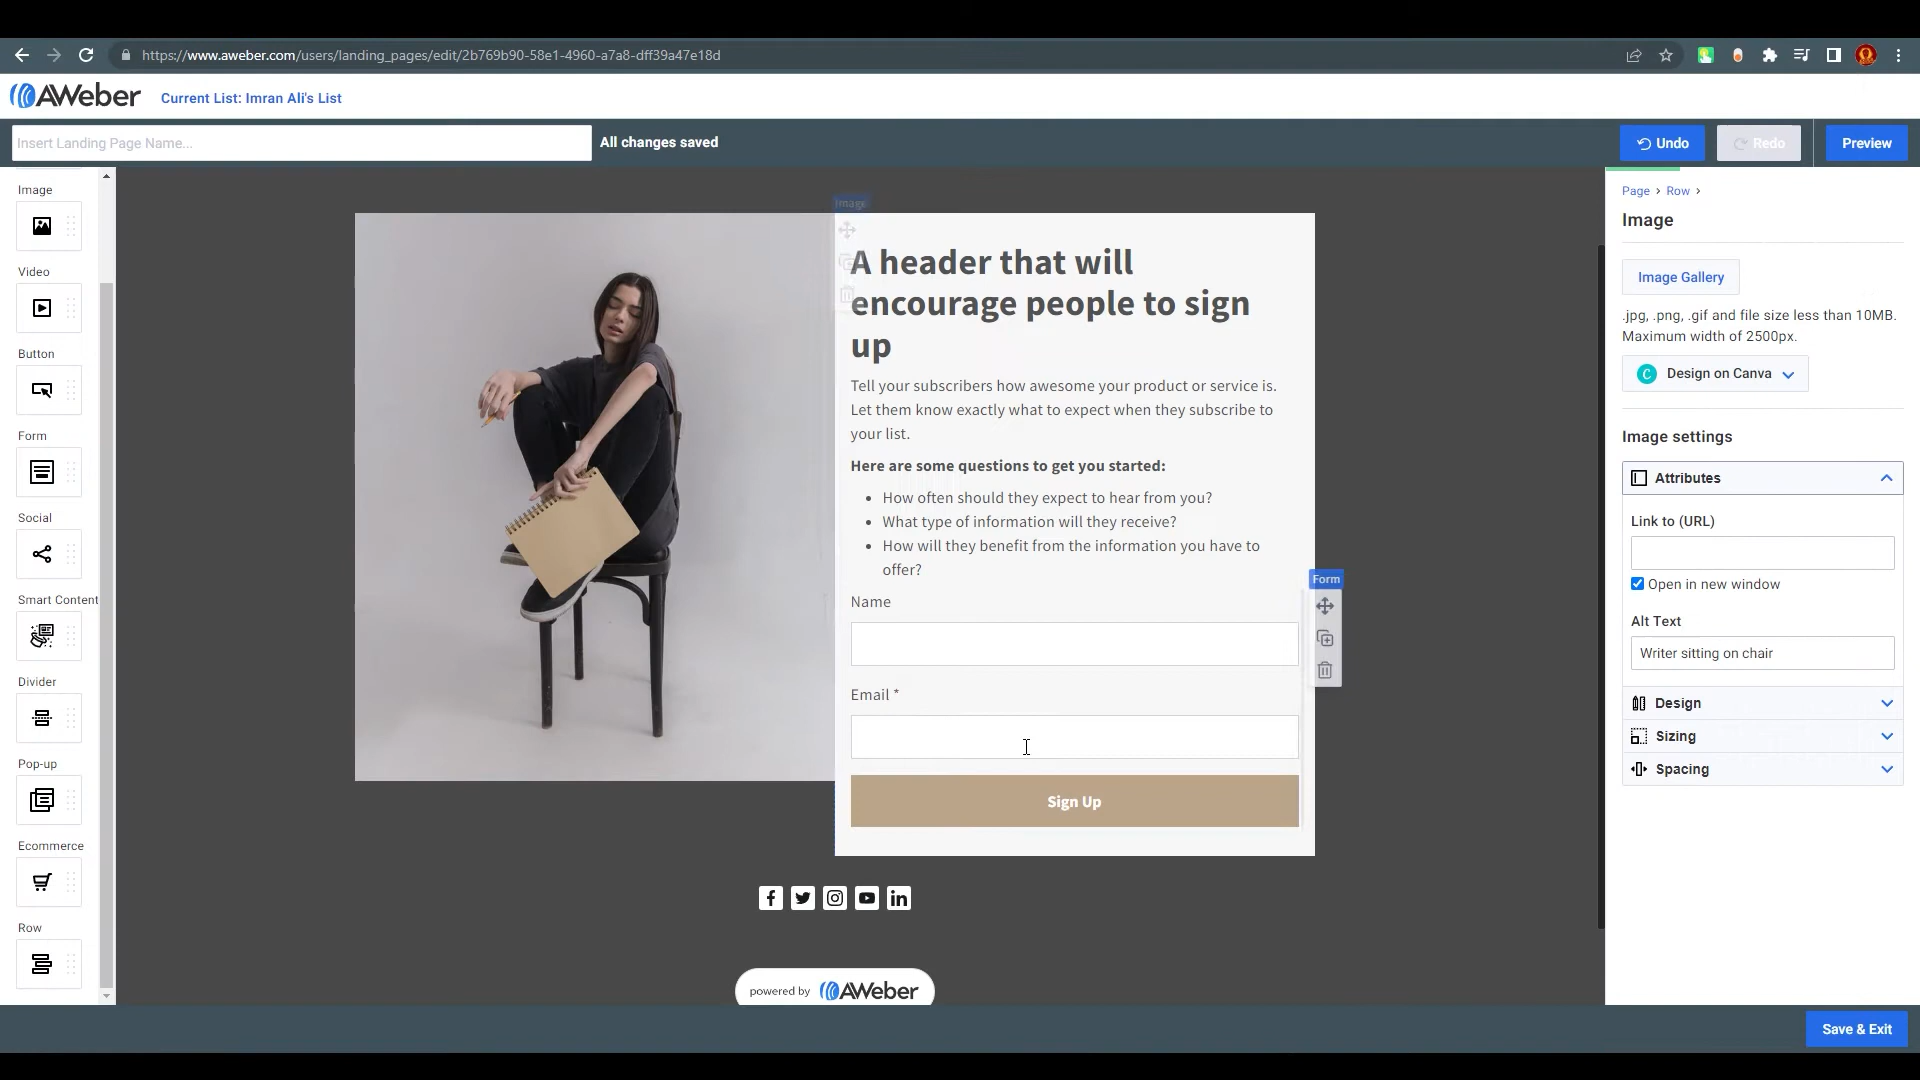 https://www.aweber.com/users/landing_pages/edit/2b769b90-58e1-4960-a7a8-dff39a47e18d
AWeber
Current List: Imran Ali's List
Insert Landing Page Name...
All changes saved
Undo
Redo
Preview
Image
Video
Button
Form
Social
Smart Content
Divider
Pop-up
Ecommerce
Row
Image
A header that will
encourage people to sign
up
Tell your subscribers how awesome your product or service is.
Let them know exactly what to expect when they subscribe to
your list.
Here are some questions to get you started:
• How often should they expect to hear from you?
• What type of information will they receive?
• How will they benefit from the information you have to
offer?
Name
Email *
Sign Up
Form
powered by AWeber
Page › Row ›
Image
Image Gallery
.jpg, .png, .gif and file size less than 10MB.
Maximum width of 2500px.
C Design on Canva
Image settings
Attributes
Link to (URL)
Open in new window
Alt Text
Writer sitting on chair
Design
Sizing
Spacing
Save & Exit